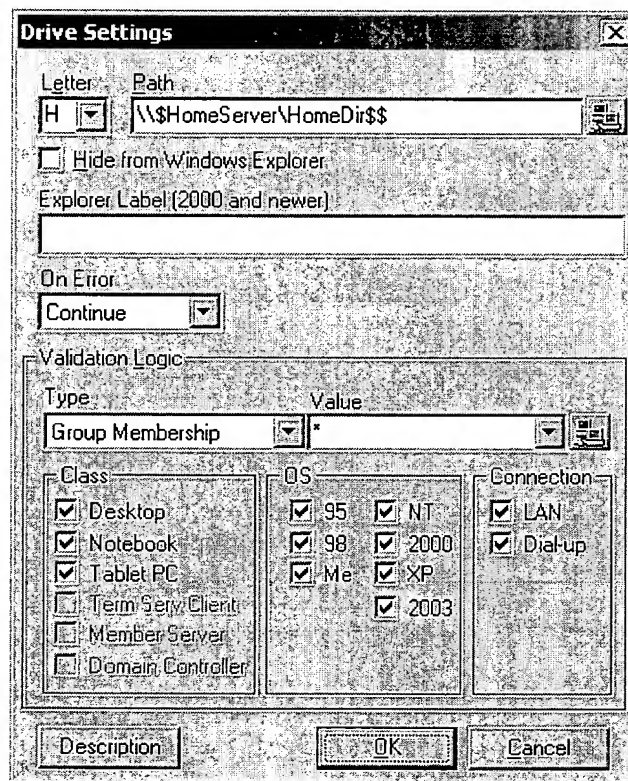 Drive Settings
Letter Path
H \\$HomeServer\HomeDir$$
Hide from Windows Explorer
Explorer Label (2000 and newer)
On Error
Continue
Validation Logic
Type Value
Group Membership *
Class OS Connection
Desktop 95 NT LAN
Notebook 98 2000 Dial-up
Tablet PC Me XP
Term Serv Client 2003
Member Server
Domain Controller
Description OK Cancel